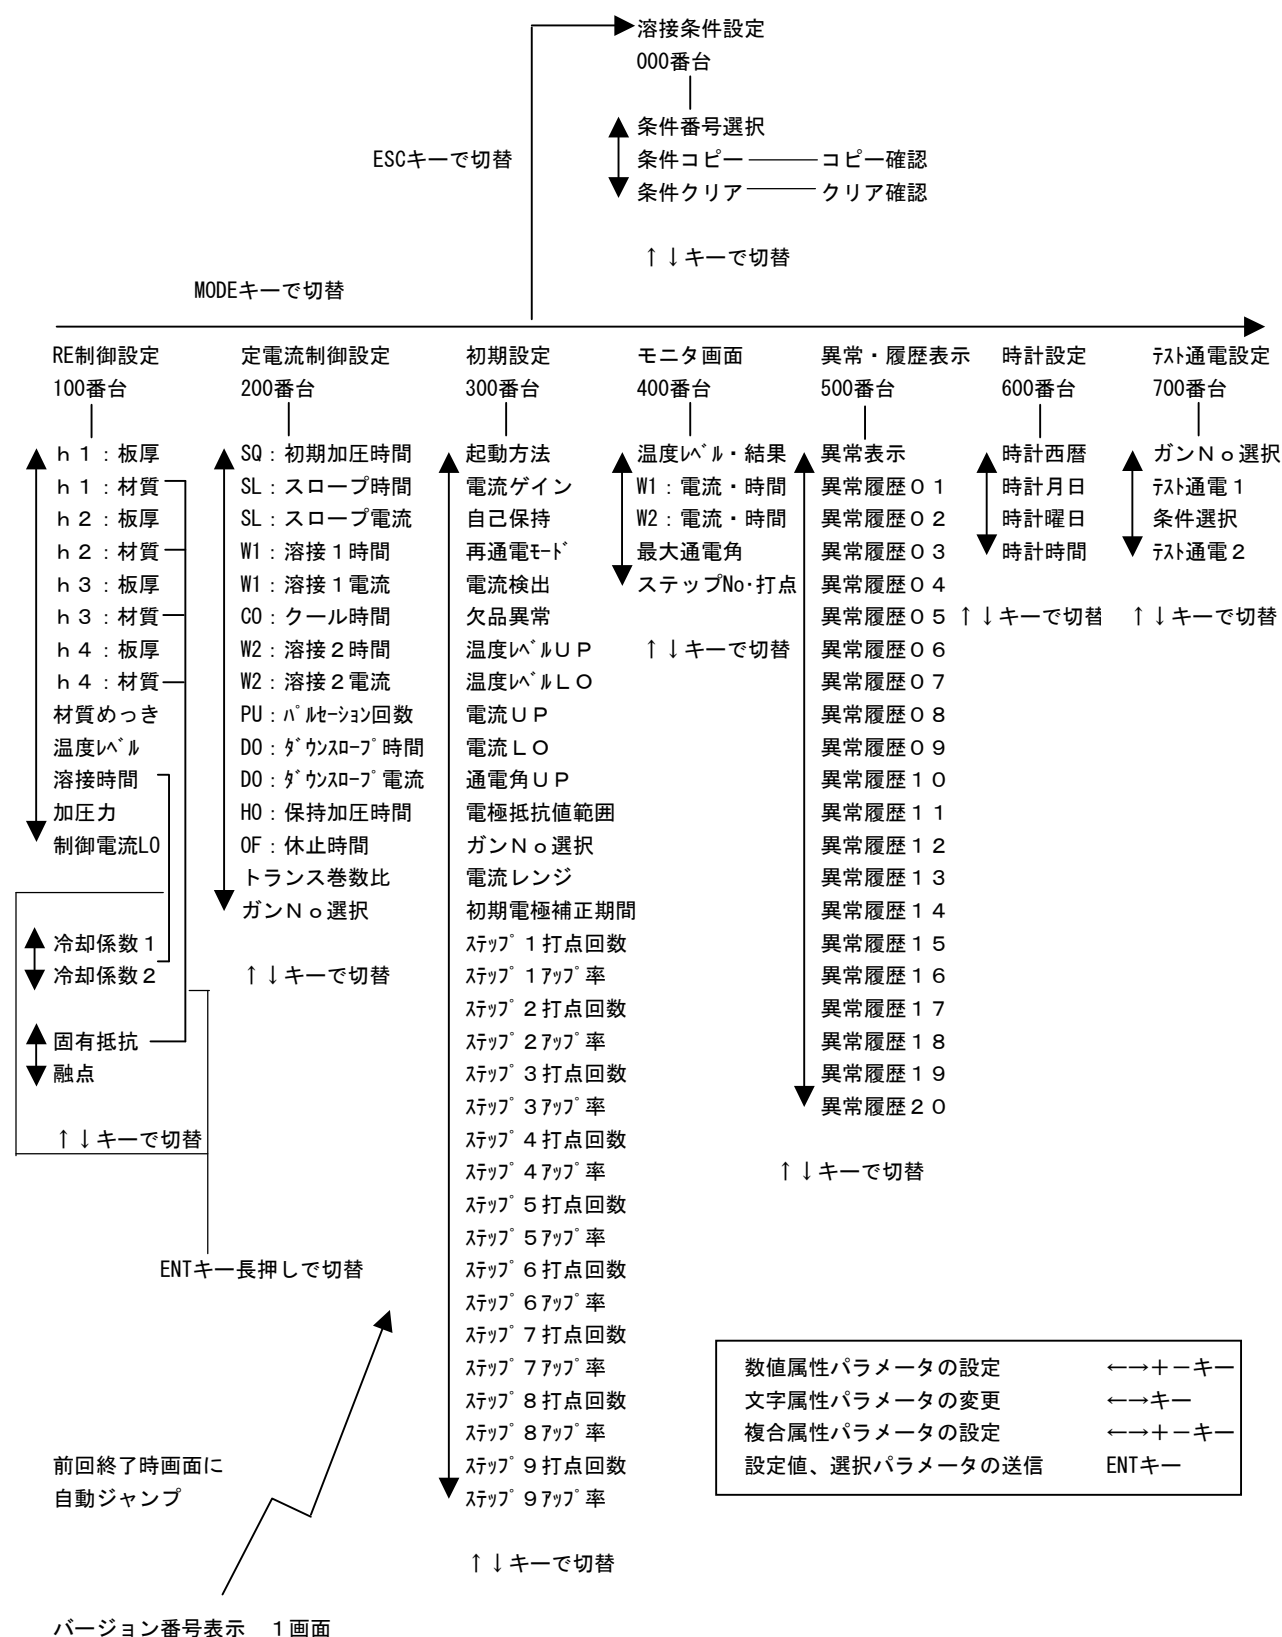 溶接条件設定
000番台
条件番号選択
条件コピー コピー確認
条件クリア クリア確認
↑↓キーで切替
ESCキーで切替
MODEキーで切替
RE制御設定
100番台
ｈ１：板厚
ｈ１：材質
ｈ２：板厚
ｈ２：材質
ｈ３：板厚
ｈ３：材質
ｈ４：板厚
ｈ４：材質
材質めっき
温度ﾚﾍﾞﾙ
溶接時間
加圧力
制御電流LO
冷却係数１
冷却係数２
固有抵抗
融点
↑↓キーで切替
ENTキー長押しで切替
定電流制御設定
200番台
SQ：初期加圧時間
SL：スロープ時間
SL：スロープ電流
W1：溶接１時間
W1：溶接１電流
CO：クール時間
W2：溶接２時間
W2：溶接２電流
PU：ﾊﾟﾙｾｰｼｮﾝ回数
DO：ﾀﾞｳﾝｽﾛｰﾌﾟ時間
DO：ﾀﾞｳﾝｽﾛｰﾌﾟ電流
HO：保持加圧時間
OF：休止時間
トランス巻数比
ガンＮｏ選択
↑↓キーで切替
初期設定
300番台
起動方法
電流ゲイン
自己保持
再通電ﾓｰﾄﾞ
電流検出
欠品異常
温度ﾚﾍﾞﾙＵＰ
温度ﾚﾍﾞﾙＬＯ
電流ＵＰ
電流ＬＯ
通電角ＵＰ
電極抵抗値範囲
ガンＮｏ選択
電流レンジ
初期電極補正期間
ｽﾃｯﾌﾟ１打点回数
ｽﾃｯﾌﾟ１ｱｯﾌﾟ率
ｽﾃｯﾌﾟ２打点回数
ｽﾃｯﾌﾟ２ｱｯﾌﾟ率
ｽﾃｯﾌﾟ３打点回数
ｽﾃｯﾌﾟ３ｱｯﾌﾟ率
ｽﾃｯﾌﾟ４打点回数
ｽﾃｯﾌﾟ４ｱｯﾌﾟ率
ｽﾃｯﾌﾟ５打点回数
ｽﾃｯﾌﾟ５ｱｯﾌﾟ率
ｽﾃｯﾌﾟ６打点回数
ｽﾃｯﾌﾟ６ｱｯﾌﾟ率
ｽﾃｯﾌﾟ７打点回数
ｽﾃｯﾌﾟ７ｱｯﾌﾟ率
ｽﾃｯﾌﾟ８打点回数
ｽﾃｯﾌﾟ８ｱｯﾌﾟ率
ｽﾃｯﾌﾟ９打点回数
ｽﾃｯﾌﾟ９ｱｯﾌﾟ率
↑↓キーで切替
モニタ画面
400番台
温度ﾚﾍﾞﾙ・結果
W1：電流・時間
W2：電流・時間
最大通電角
ステップNo･打点
↑↓キーで切替
異常・履歴表示
500番台
異常表示
異常履歴０１
異常履歴０２
異常履歴０３
異常履歴０４
異常履歴０５
異常履歴０６
異常履歴０７
異常履歴０８
異常履歴０９
異常履歴１０
異常履歴１１
異常履歴１２
異常履歴１３
異常履歴１４
異常履歴１５
異常履歴１６
異常履歴１７
異常履歴１８
異常履歴１９
異常履歴２０
↑↓キーで切替
時計設定
600番台
時計西暦
時計月日
時計曜日
時計時間
↑↓キーで切替
ﾃｽﾄ通電設定
700番台
ガンＮｏ選択
ﾃｽﾄ通電１
条件選択
ﾃｽﾄ通電２
↑↓キーで切替
数値属性パラメータの設定 ←→＋－キー
文字属性パラメータの変更 ←→キー
複合属性パラメータの設定 ←→＋－キー
設定値、選択パラメータの送信 ENTキー
前回終了時画面に
自動ジャンプ
バージョン番号表示 １画面